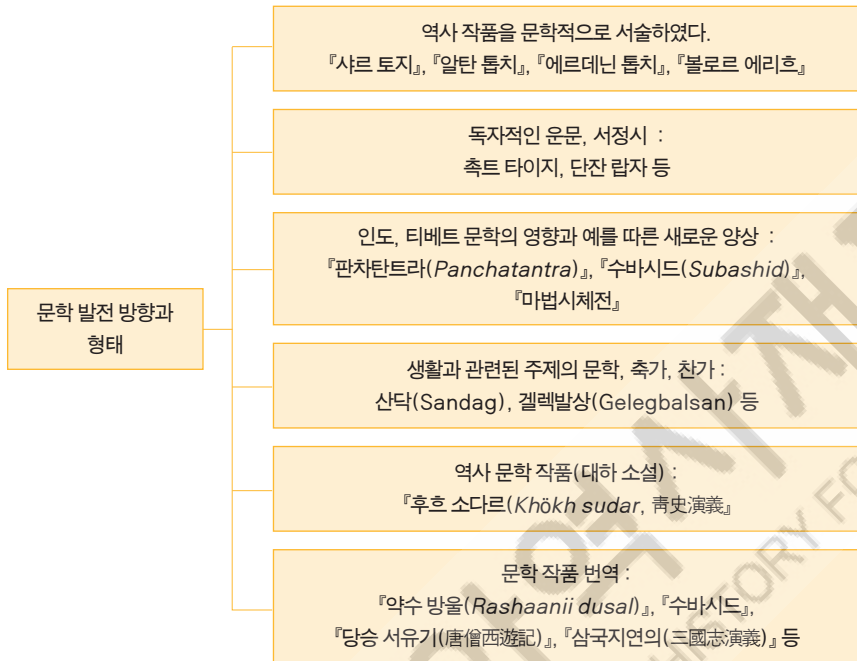 역사 작품을 문학적으로 서술하였다.
『샤르 토지』, 『알탄 톱치』, 『에르데닌 톱치』, 『볼로르 에리흐』
독자적인 운문, 서정시 :
촉트 타이지, 단잔 랍자 등
인도, 티베트 문학의 영향과 예를 따른 새로운 양상 :
『판차탄트라(Panchatantra)』, 『수바시드(Subashid)』,
『마법시체전』
문학 발전 방향과
형태
생활과 관련된 주제의 문학, 축가, 찬가 :
산닥(Sandag), 겔렉발상(Gelegbalsan) 등
역사 문학 작품(대하 소설) :
『후흐 소다르(Khökh sudar, 靑史演義』
문학 작품 번역 :
『약수 방울(Rashaanii dusal)』, 『수바시드』,
『당승 서유기(唐僧西遊記)』, 『삼국지연의(三國志演義)』 등